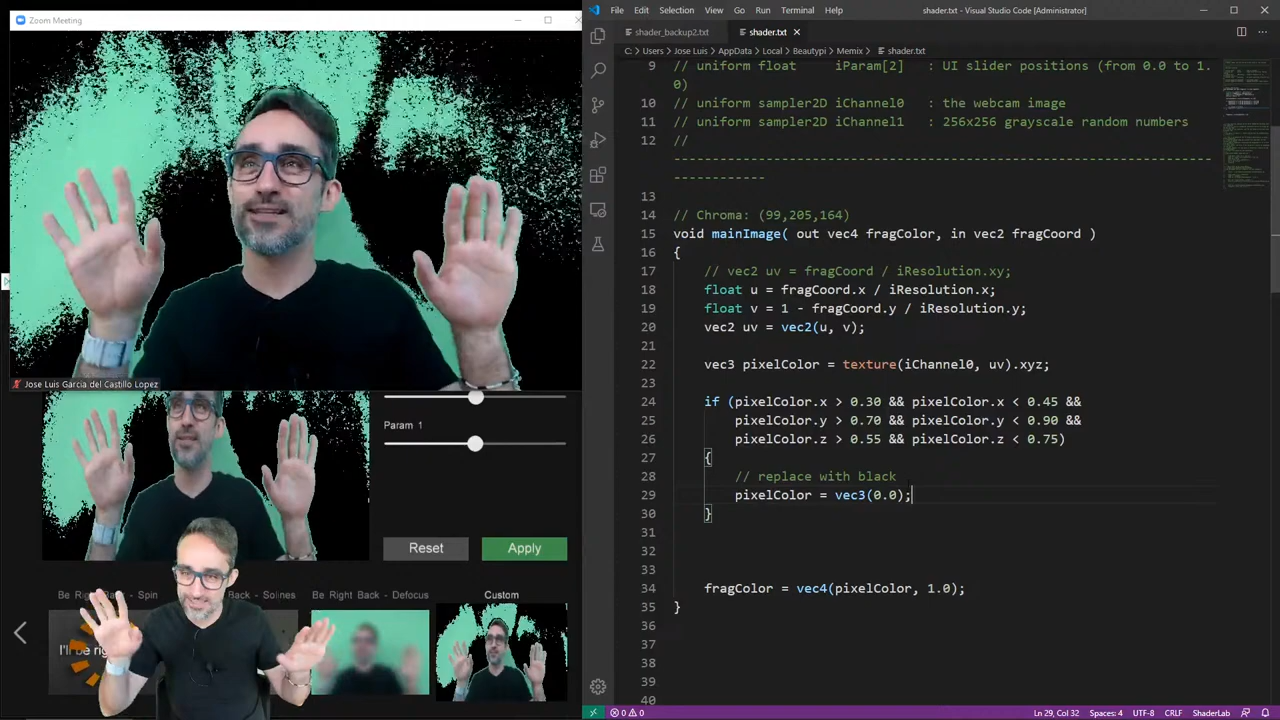 Zoom Meeting
Jose Luis Garcia del Castillo Lopez
Param 1
Reset
Apply
Be Right Back - Defocus
Custom
File Edit Selection View Go Run Terminal Help
shader.txt - Visual Studio Code [Administrator]
shader_backup2.txt
shader.txt
C: > Users > Jose Luis > AppData > Local > Beautypi > Memix > shader.txt
9 // uniform float iParam[2] : UI slider positions (from 0.0 to 1.
0)
10 // uniform sampler2D iChannel0 : the webcam image
11 // uniform sampler2D iChannel1 : 256x256 grayscale random numbers
12 //
13
14 // Chroma: (99,205,164)
15 void mainImage( out vec4 fragColor, in vec2 fragCoord )
16 {
17 // vec2 uv = fragCoord / iResolution.xy;
18 float u = fragCoord.x / iResolution.x;
19 float v = 1 - fragCoord.y / iResolution.y;
20 vec2 uv = vec2(u, v);
21
22 vec3 pixelColor = texture(iChannel0, uv).xyz;
23
24 if (pixelColor.x > 0.30 && pixelColor.x < 0.45 &&
25 pixelColor.y > 0.70 && pixelColor.y < 0.90 &&
26 pixelColor.z > 0.55 && pixelColor.z < 0.75)
27 {
28 // replace with black
29 pixelColor = vec3(0.0);
30 }
31
32
33
34 fragColor = vec4(pixelColor, 1.0);
35 }
36
37
38
39
40
0 0
Ln 29, Col 32
Spaces: 4
UTF-8
CRLF
ShaderLab